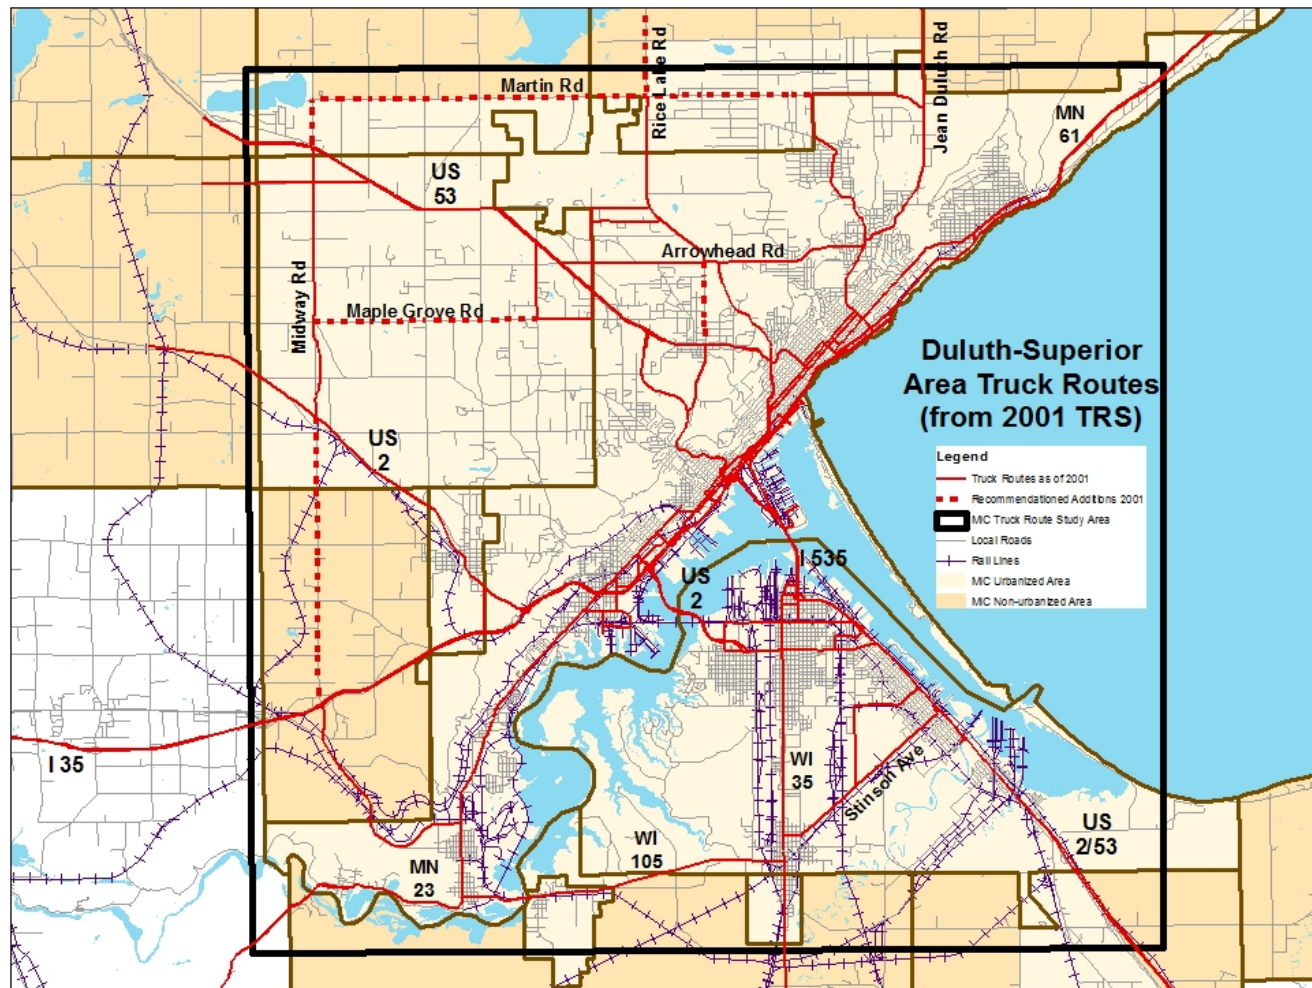 Martin Rd
Rice Lake Rd
Jean Duluth Rd
MN
61
US
53
Arrowhead Rd
Midway Rd
Maple Grove Rd
Duluth-Superior
Area Truck Routes
(from 2001 TRS)
US
2
Legend
Truck Routes as of 2001
Recommendationed Additions 2001
MIC Truck Route Study Area
Local Roads
Rail Lines
MIC Urbanized Area
MIC Non-urbanized Area
I 535
US
2
I 35
WI
35
Stinson Ave
US
2/53
WI
105
MN
23